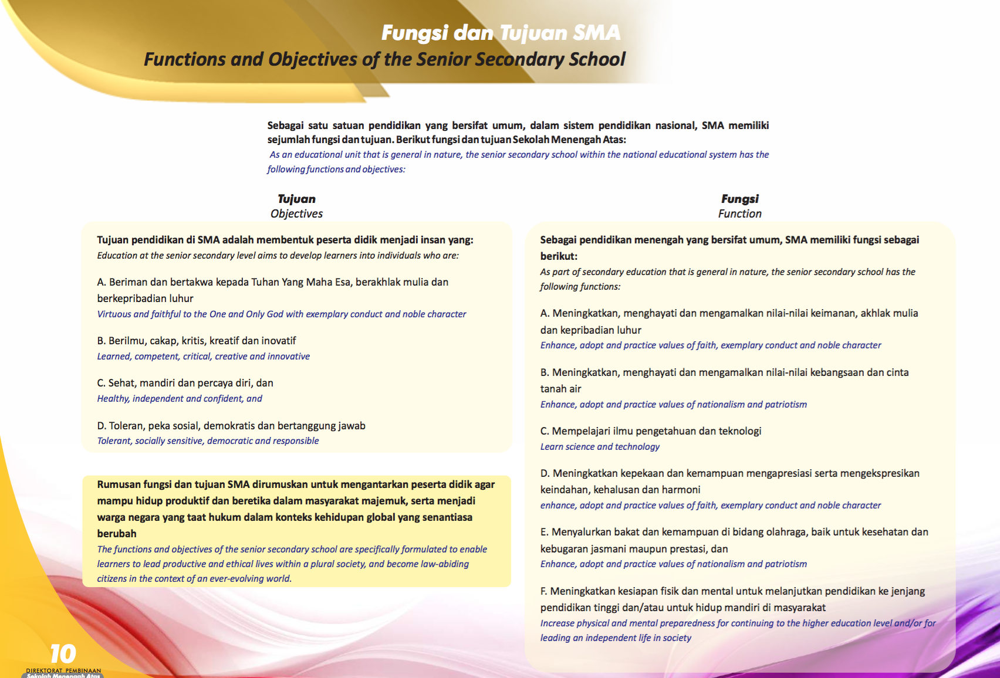 Fungsi dan Tujuan SMA
Functions and Objectives of the Senior Secondary School
Sebagai satu satuan pendidikan yang bersifat umum, dalam sistem pendidikan nasional, SMA memiliki
sejumlah fungsi dan tujuan. Berikut fungsi dan tujuan Sekolah Menengah Atas:
As an educational unit that is general in nature, the senior secondary school within the national educational system has the
following functions and objectives:
Tujuan
Objectives
Tujuan pendidikan di SMA adalah membentuk peserta didik menjadi insan yang:
Education at the senior secondary level aims to develop learners into individuals who are:
A. Beriman dan bertakwa kepada Tuhan Yang Maha Esa, berakhlak mulia dan
berkepribadian luhur
Virtuous and faithful to the One and Only God with exemplary conduct and noble character
B. Berilmu, cakap, kritis, kreatif dan inovatif
Learned, competent, critical, creative and innovative
C. Sehat, mandiri dan percaya diri, dan
Healthy, independent and confident, and
D. Toleran, peka sosial, demokratis dan bertanggung jawab
Tolerant, socially sensitive, democratic and responsible
Rumusan fungsi dan tujuan SMA dirumuskan untuk mengantarkan peserta didik agar
mampu hidup produktif dan beretika dalam masyarakat majemuk, serta menjadi
warga negara yang taat hukum dalam konteks kehidupan global yang senantiasa
berubah
The functions and objectives of the senior secondary school are specifically formulated to enable
learners to lead productive and ethical lives within a plural society, and become law-abiding
citizens in the context of an ever-evolving world.
Fungsi
Function
Sebagai pendidikan menengah yang bersifat umum, SMA memiliki fungsi sebagai
berikut:
As part of secondary education that is general in nature, the senior secondary school has the
following functions:
A. Meningkatkan, menghayati dan mengamalkan nilai-nilai keimanan, akhlak mulia
dan kepribadian luhur
Enhance, adopt and practice values of faith, exemplary conduct and noble character
B. Meningkatkan, menghayati dan mengamalkan nilai-nilai kebangsaan dan cinta
tanah air
Enhance, adopt and practice values of nationalism and patriotism
C. Mempelajari ilmu pengetahuan dan teknologi
Learn science and technology
D. Meningkatkan kepekaan dan kemampuan mengapresiasi serta mengekspresikan
keindahan, kehalusan dan harmoni
enhance, adopt and practice values of faith, exemplary conduct and noble character
E. Menyalurkan bakat dan kemampuan di bidang olahraga, baik untuk kesehatan dan
kebugaran jasmani maupun prestasi, dan
Enhance, adopt and practice values of nationalism and patriotism
F. Meningkatkan kesiapan fisik dan mental untuk melanjutkan pendidikan ke jenjang
pendidikan tinggi dan/atau untuk hidup mandiri di masyarakat
Increase physical and mental preparedness for continuing to the higher education level and/or for
leading an independent life in society
10
DIREKTORAT PEMBINAAN
Sekolah Menengah Atas